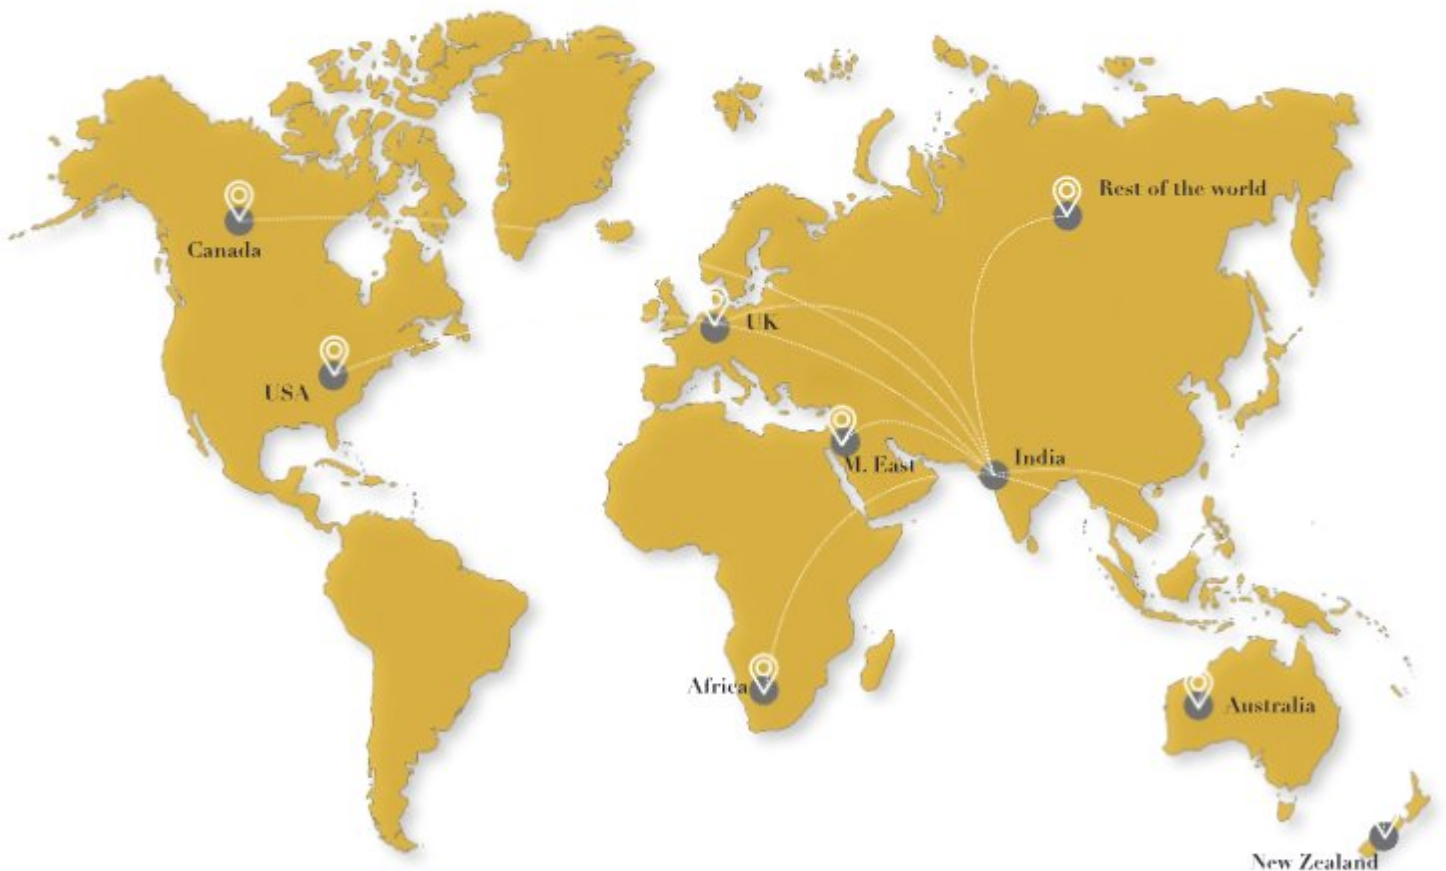 Rest of the world
Canada
UK
USA
India
M. East
Africa
Australia
New Zealand